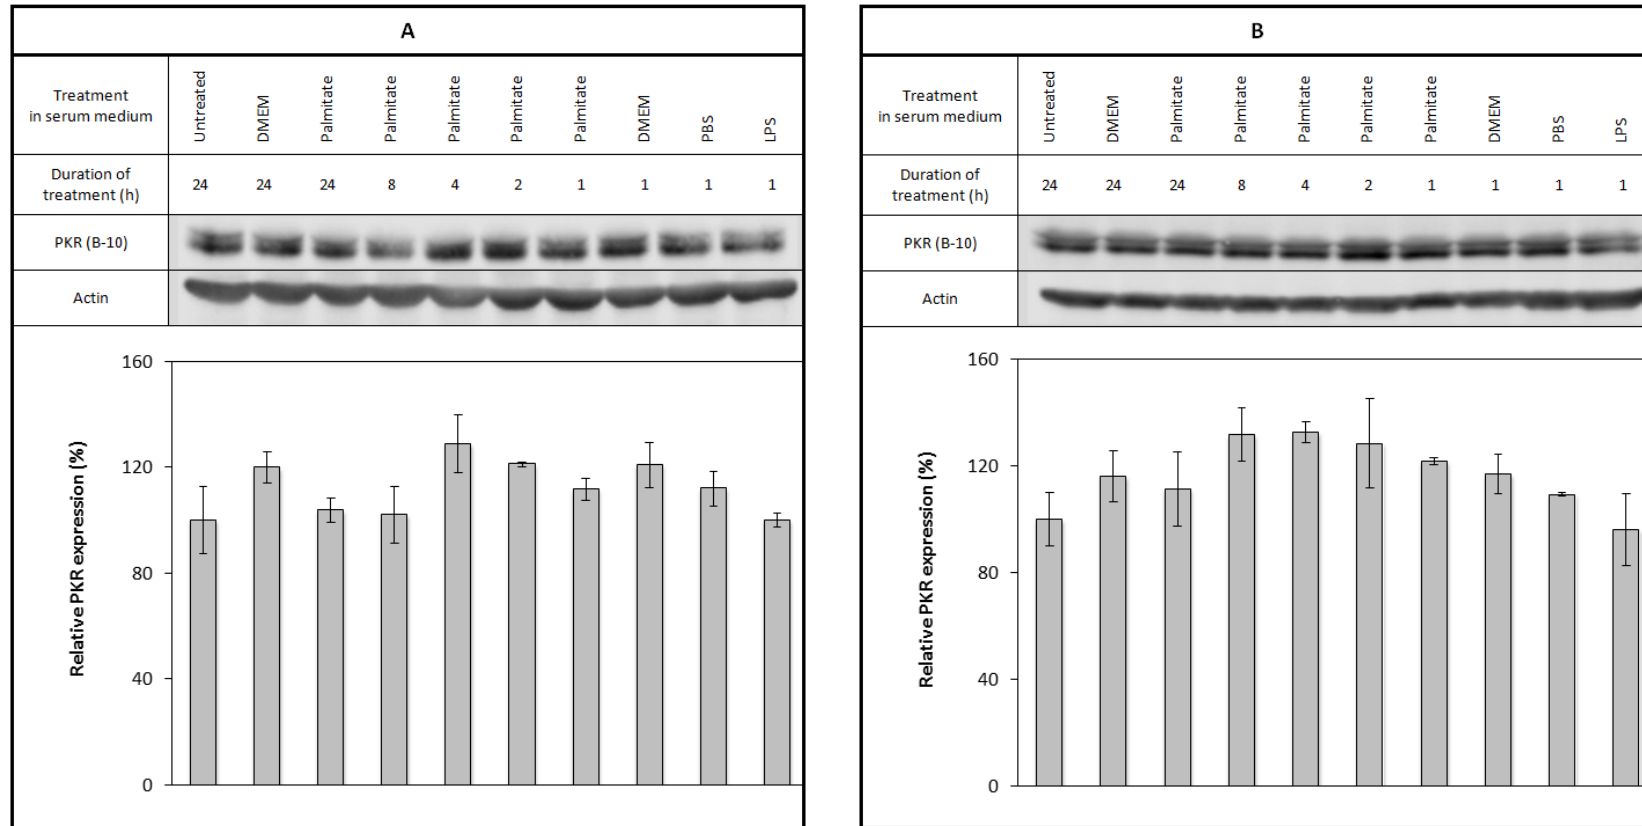 A
Treatment
in serum medium
Untreated
DMEM
Palmitate
Palmitate
Palmitate
Palmitate
Palmitate
DMEM
PBS
LPS
Duration of
treatment (h)
24 24 24 8 4 2 1 1 1 1
PKR (B-10)
Actin
Relative PKR expression (%)
160
120
80
40
0
B
Treatment
in serum medium
Untreated
DMEM
Palmitate
Palmitate
Palmitate
Palmitate
Palmitate
DMEM
PBS
LPS
Duration of
treatment (h)
24 24 24 8 4 2 1 1 1 1
PKR (B-10)
Actin
Relative PKR expression (%)
160
120
80
40
0